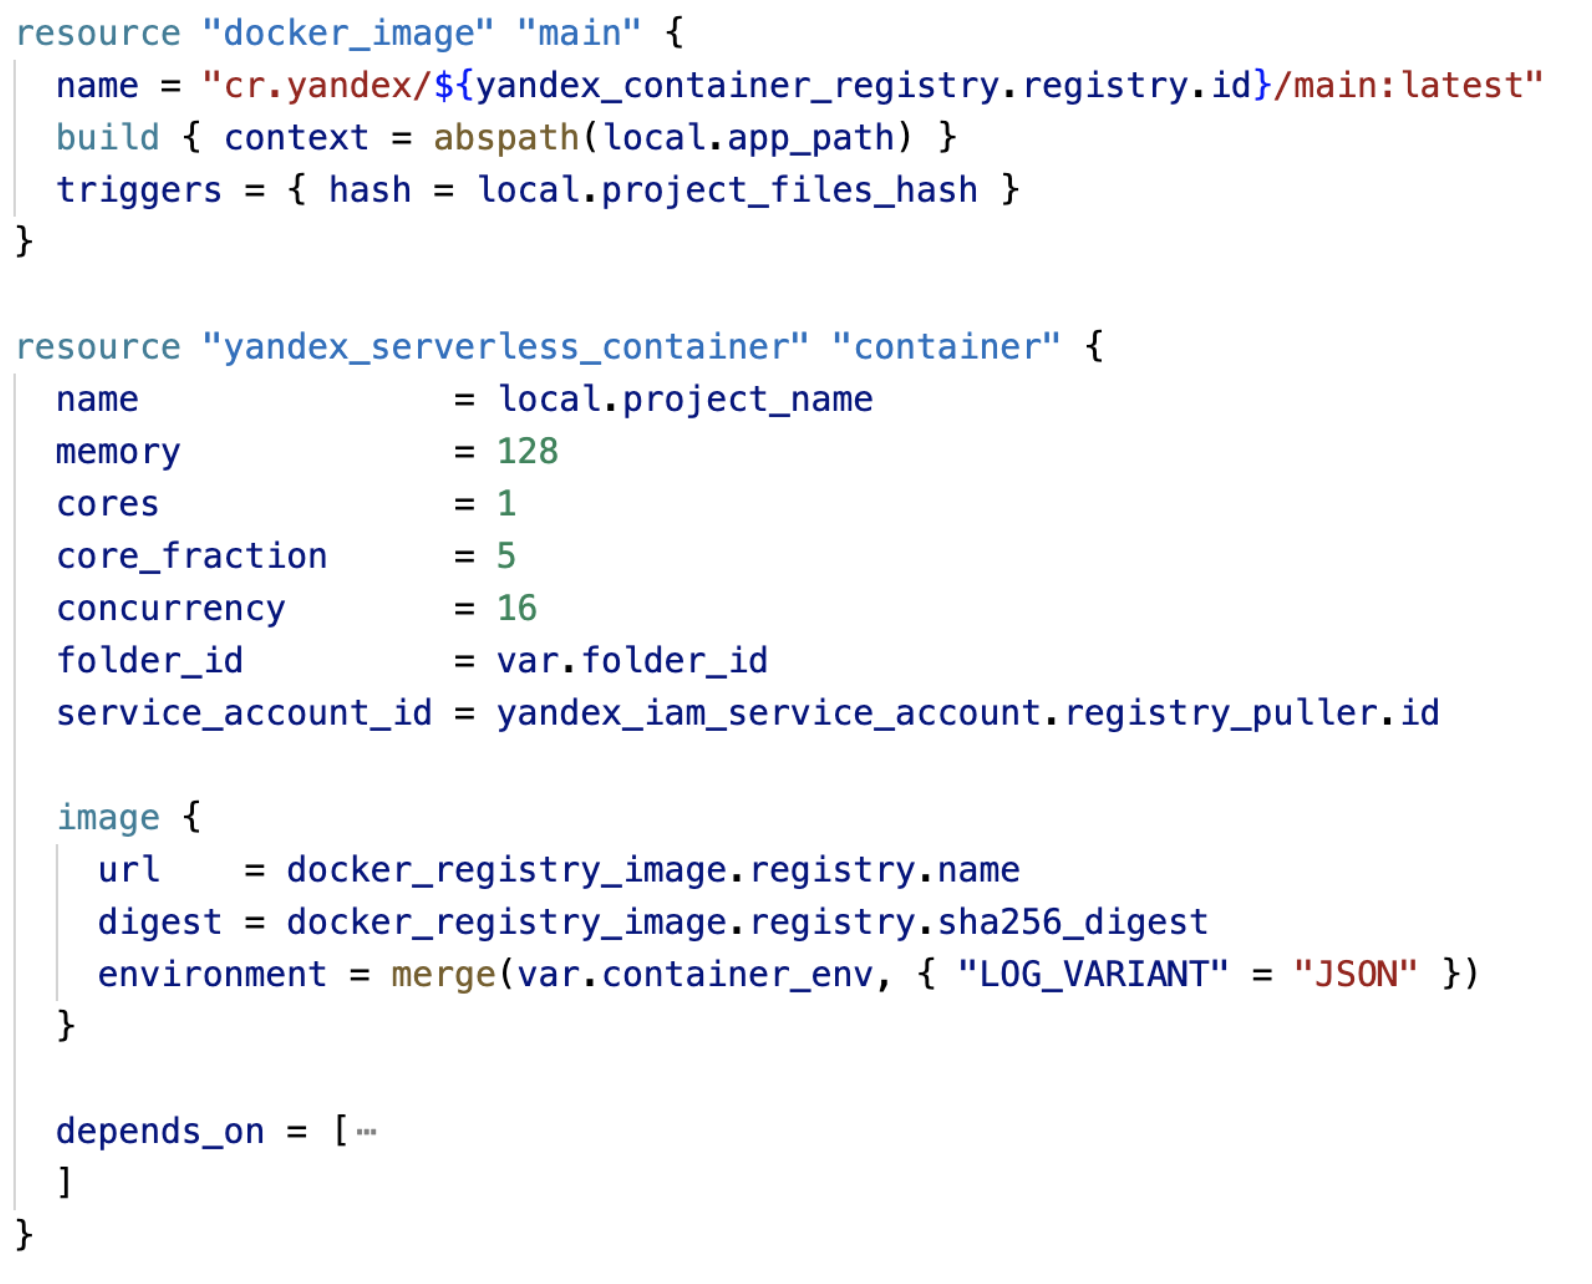 resource "docker_image" "main" {
  name = "cr.yandex/${yandex_container_registry.registry.id}/main:latest"
  build { context = abspath(local.app_path) }
  triggers = { hash = local.project_files_hash }
}

resource "yandex_serverless_container" "container" {
  name               = local.project_name
  memory             = 128
  cores              = 1
  core_fraction      = 5
  concurrency        = 16
  folder_id          = var.folder_id
  service_account_id = yandex_iam_service_account.registry_puller.id

  image {
    url    = docker_registry_image.registry.name
    digest = docker_registry_image.registry.sha256_digest
    environment = merge(var.container_env, { "LOG_VARIANT" = "JSON" })
  }

  depends_on = [⋯
  ]
}